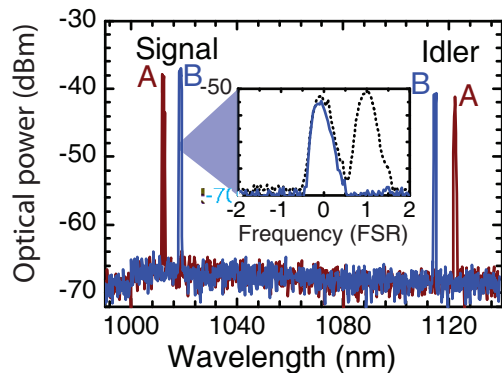 -30
-40
-50
-60
-70
Optical power (dBm)
Signal
Idler
A
B
B
A
-50
-2
-1
0
1
2
Frequency (FSR)
1000
1040
1080
1120
Wavelength (nm)